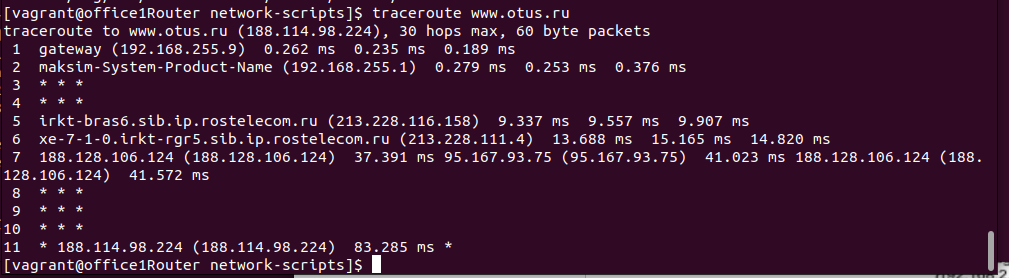 [vagrant@office1Router network-scripts]$ traceroute www.otus.ru
traceroute to www.otus.ru (188.114.98.224), 30 hops max, 60 byte packets
 1  gateway (192.168.255.9)  0.262 ms  0.235 ms  0.189 ms
 2  maksim-System-Product-Name (192.168.255.1)  0.279 ms  0.253 ms  0.376 ms
 3  * * *
 4  * * *
 5  irkt-bras6.sib.ip.rostelecom.ru (213.228.116.158)  9.337 ms  9.557 ms  9.907 ms
 6  xe-7-1-0.irkt-rgr5.sib.ip.rostelecom.ru (213.228.111.4)  13.688 ms  15.165 ms  14.820 ms
 7  188.128.106.124 (188.128.106.124)  37.391 ms 95.167.93.75 (95.167.93.75)  41.023 ms 188.128.106.124 (188.
128.106.124)  41.572 ms
 8  * * *
 9  * * *
10  * * *
11  * 188.114.98.224 (188.114.98.224)  83.285 ms *
[vagrant@office1Router network-scripts]$